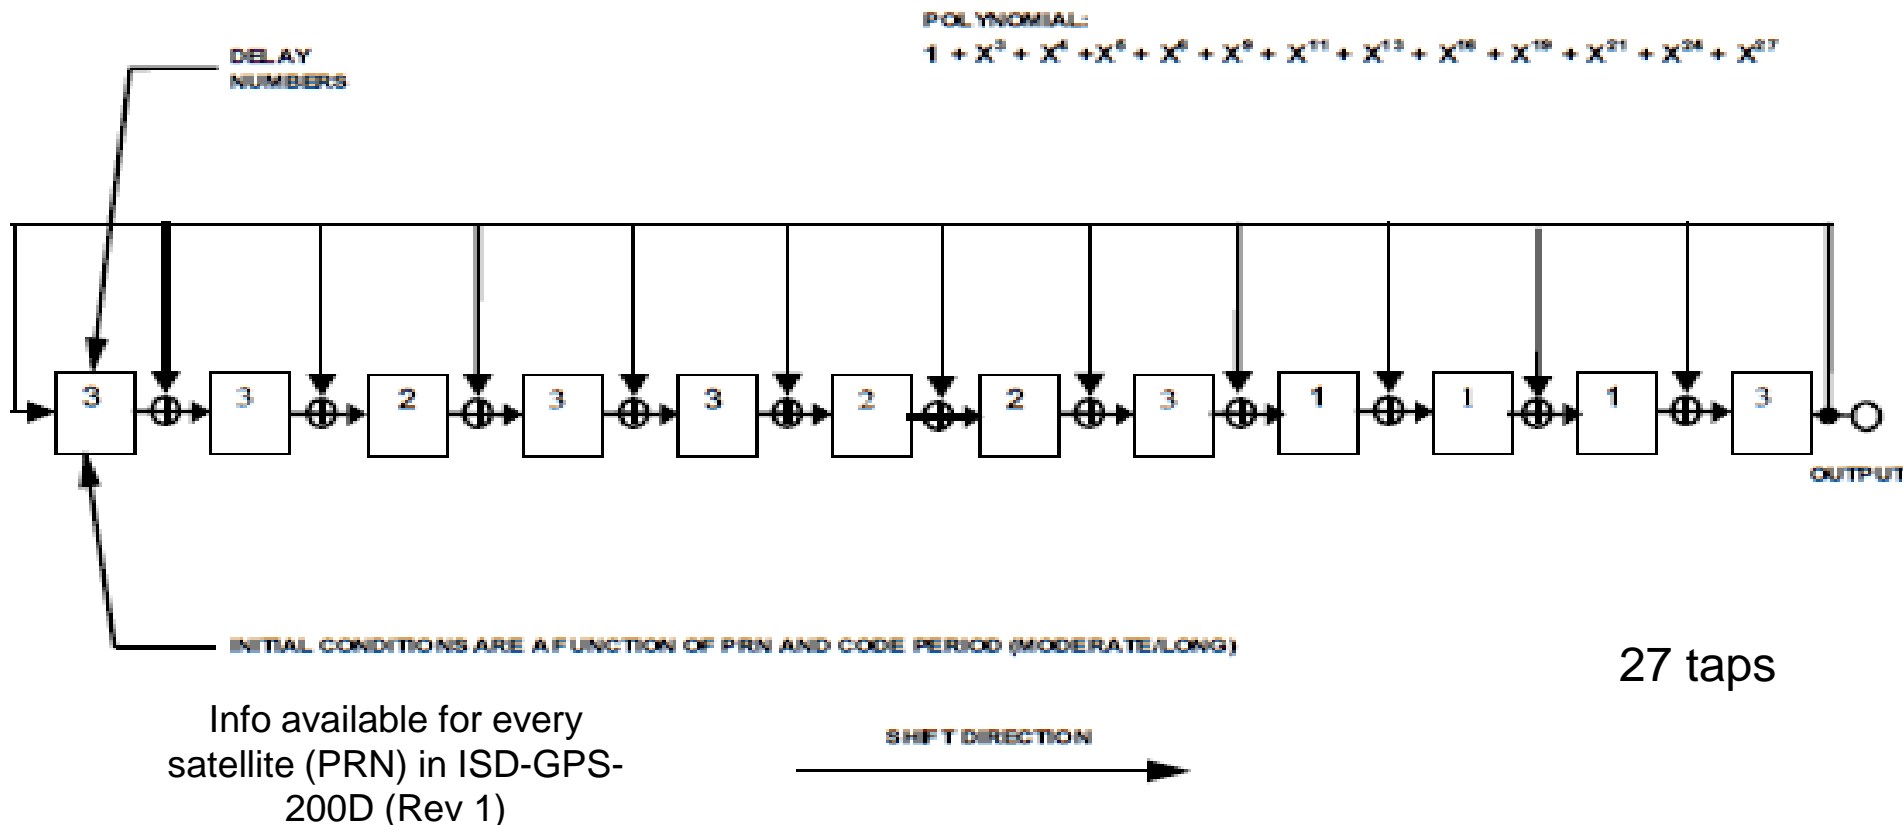 POLYNOMIAL:
1 + X³ + X⁴ +X⁵ + X⁶ + X⁹ + X¹¹ + X¹³ + X¹⁶ + X¹⁹ + X²¹ + X²⁴ + X²⁷
DELAY
NUMBERS
3 3 2 3 3 2 2 3 1 1 1 3
OUTPUT
INITIAL CONDITIONS ARE A FUNCTION OF PRN AND CODE PERIOD (MODERATE/LONG)
27 taps
Info available for every
satellite (PRN) in ISD-GPS-
200D (Rev 1)
SHIFT DIRECTION